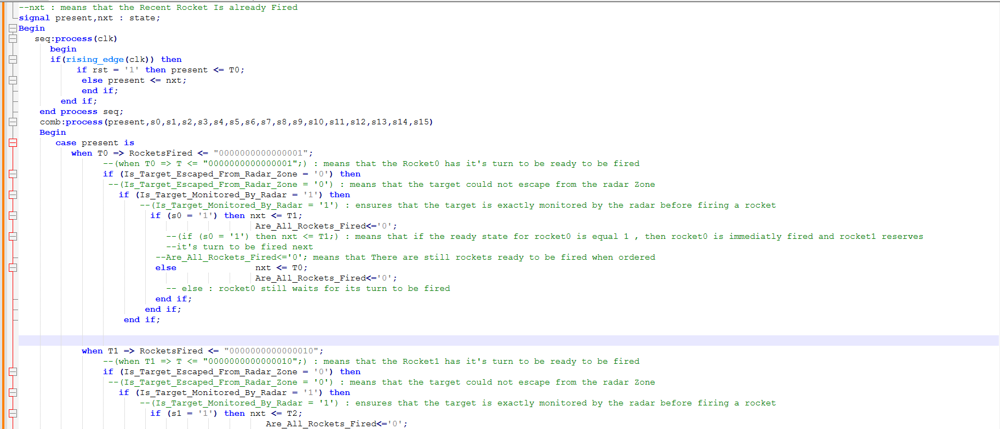 --nxt : means that the Recent Rocket Is already Fired
signal present,nxt : state;
Begin
seq:process(clk)
begin
if(rising_edge(clk)) then
if rst = '1' then present <= T0;
else present <= nxt;
end if;
end if;
end process seq;
comb:process(present,s0,s1,s2,s3,s4,s5,s6,s7,s8,s9,s10,s11,s12,s13,s14,s15)
Begin
case present is
when T0 => RocketsFired <= "0000000000000001";
--(when T0 => T <= "0000000000000001";) : means that the Rocket0 has it's turn to be ready to be fired
if (Is_Target_Escaped_From_Radar_Zone = '0') then
--(Is_Target_Escaped_From_Radar_Zone = '0') : means that the target could not escape from the radar Zone
if (Is_Target_Monitored_By_Radar = '1') then
--(Is_Target_Monitored_By_Radar = '1') : ensures that the target is exactly monitored by the radar before firing a rocket
if (s0 = '1') then nxt <= T1;
Are_All_Rockets_Fired<='0';
--(if (s0 = '1') then nxt <= T1;) : means that if the ready state for rocket0 is equal 1 , then rocket0 is immediatly fired and rocket1 reserves
--it's turn to be fired next
--Are_All_Rockets_Fired<='0'; means that There are still rockets ready to be fired when ordered
else nxt <= T0;
Are_All_Rockets_Fired<='0';
-- else : rocket0 still waits for its turn to be fired
end if;
end if;
end if;
when T1 => RocketsFired <= "0000000000000010";
--(when T1 => T <= "0000000000000010";) : means that the Rocket1 has it's turn to be ready to be fired
if (Is_Target_Escaped_From_Radar_Zone = '0') then
--(Is_Target_Escaped_From_Radar_Zone = '0') : means that the target could not escape from the radar Zone
if (Is_Target_Monitored_By_Radar = '1') then
--(Is_Target_Monitored_By_Radar = '1') : ensures that the target is exactly monitored by the radar before firing a rocket
if (s1 = '1') then nxt <= T2;
Are_All_Rockets_Fired<='0';